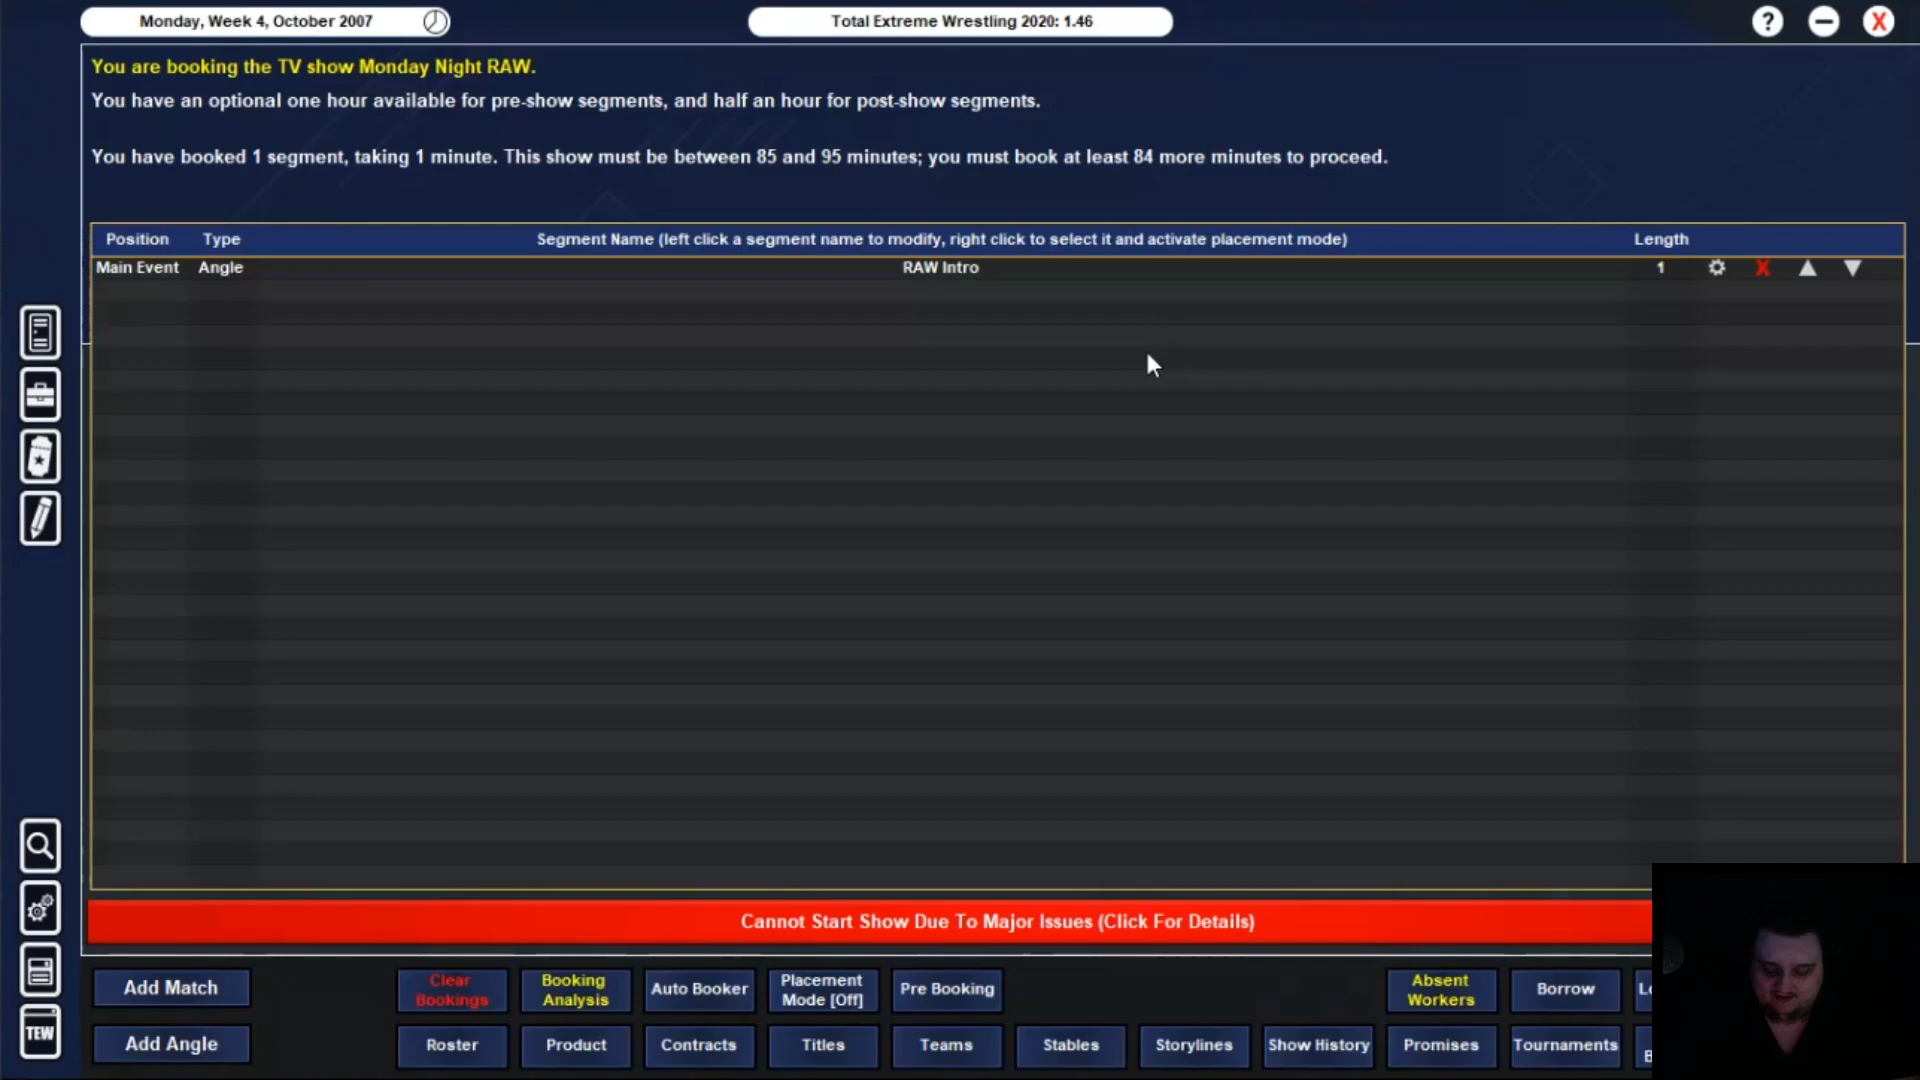 Monday, Week 4, October 2007
Total Extreme Wrestling 2020: 1.46
?
X
You are booking the TV show Monday Night RAW.
You have an optional one hour available for pre-show segments, and half an hour for post-show segments.
You have booked 1 segment, taking 1 minute. This show must be between 85 and 95 minutes; you must book at least 84 more minutes to proceed.
Position Type Segment Name (left click a segment name to modify, right click to select it and activate placement mode) Length
Main Event Angle RAW Intro 1 X
Cannot Start Show Due To Major Issues (Click For Details)
Add Match
Clear Bookings
Booking Analysis
Auto Booker
Placement Mode [Off]
Pre Booking
Absent Workers
Borrow
TEW
Add Angle
Roster
Product
Contracts
Titles
Teams
Stables
Storylines
Show History
Promises
Tournaments